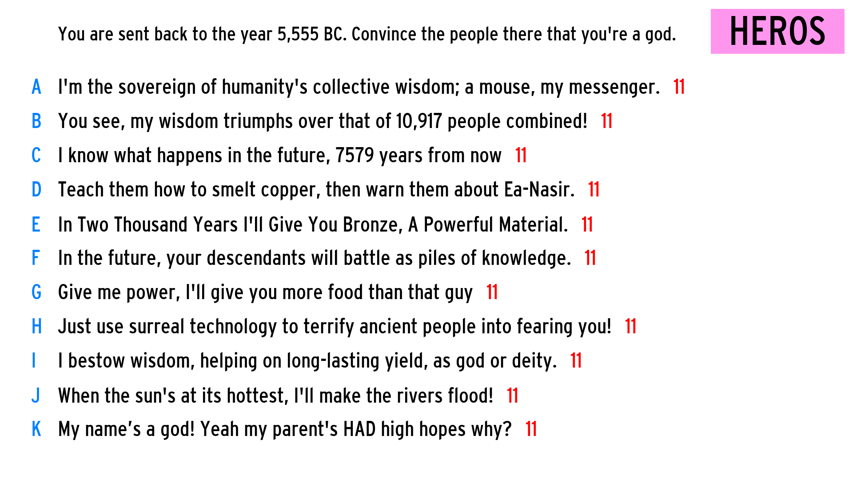 You are sent back to the year 5,555 BC. Convince the people there that you're a god.
HEROS
A I'm the sovereign of humanity's collective wisdom; a mouse, my messenger. 11
B You see, my wisdom triumphs over that of 10,917 people combined! 11
C I know what happens in the future, 7579 years from now 11
D Teach them how to smelt copper, then warn them about Ea-Nasir. 11
E In Two Thousand Years I'll Give You Bronze, A Powerful Material. 11
F In the future, your descendants will battle as piles of knowledge. 11
G Give me power, I'll give you more food than that guy 11
H Just use surreal technology to terrify ancient people into fearing you! 11
I I bestow wisdom, helping on long-lasting yield, as god or deity. 11
J When the sun's at its hottest, I'll make the rivers flood! 11
K My name’s a god! Yeah my parent's HAD high hopes why? 11